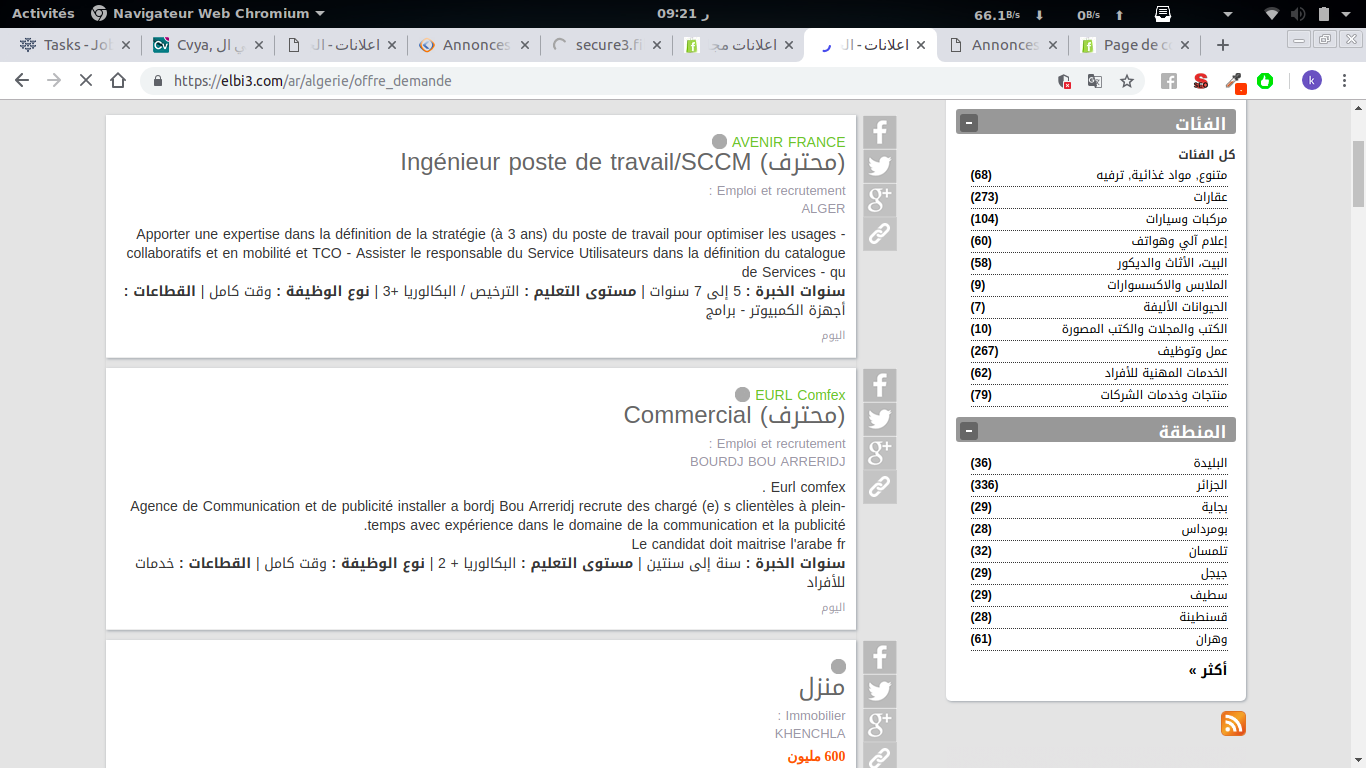 Activités Navigateur Web Chromium ر 09:21 66.1B/s 0B/s
Tasks - Jo
Cvya, ي ال
اعلانات - الـ
Annonces
secure3.fl
اعلانات مجـ
اعلانات - الـ
Annonces
Page de co
https://elbi3.com/ar/algerie/offre_demande
AVENIR FRANCE
Ingénieur poste de travail/SCCM (محترف)
Emploi et recrutement :
ALGER
Apporter une expertise dans la définition de la stratégie (à 3 ans) du poste de travail pour optimiser les usages -
collaboratifs et en mobilité et TCO - Assister le responsable du Service Utilisateurs dans la définition du catalogue
de Services - qu
سنوات الخبرة : 5 إلى 7 سنوات | مستوى التعليم : الترخيص / البكالوريا +3 | نوع الوظيفة : وقت كامل | القطاعات :
أجهزة الكمبيوتر - برامج
اليوم
EURL Comfex
Commercial (محترف)
Emploi et recrutement :
BOURDJ BOU ARRERIDJ
Eurl comfex .
Agence de Communication et de publicité installer a bordj Bou Arreridj recrute des chargé (e) s clientèles à plein-
temps avec expérience dans le domaine de la communication et la publicité.
Le candidat doit maitrise l'arabe fr
سنوات الخبرة : سنة إلى سنتين | مستوى التعليم : البكالوريا + 2 | نوع الوظيفة : وقت كامل | القطاعات : خدمات
للأفراد
اليوم
منزل
Immobilier :
KHENCHLA
600 مليون
الفئات
كل الفئات
متنوع, مواد غذائية, ترفيه (68)
عقارات (273)
مركبات وسيارات (104)
إعلام آلي وهواتف (60)
البيت، الأثاث والديكور (58)
الملابس والاكسسوارات (9)
الحيوانات الأليفة (7)
الكتب والمجلات والكتب المصورة (10)
عمل وتوظيف (267)
الخدمات المهنية للأفراد (62)
منتجات وخدمات الشركات (79)
المنطقة
البليدة (36)
الجزائر (336)
بجاية (29)
بومرداس (28)
تلمسان (32)
جيجل (29)
سطيف (29)
قسنطينة (28)
وهران (61)
أكثر »